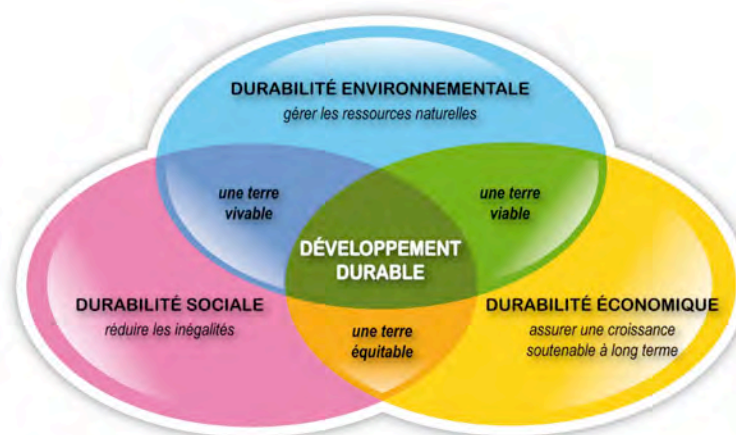 DURABILITÉ ENVIRONNEMENTALE
gérer les ressources naturelles
une terre
vivable
une terre
viable
DÉVELOPPEMENT
DURABLE
DURABILITÉ SOCIALE
réduire les inégalités
DURABILITÉ ÉCONOMIQUE
assurer une croissance
soutenable à long terme
une terre
équitable